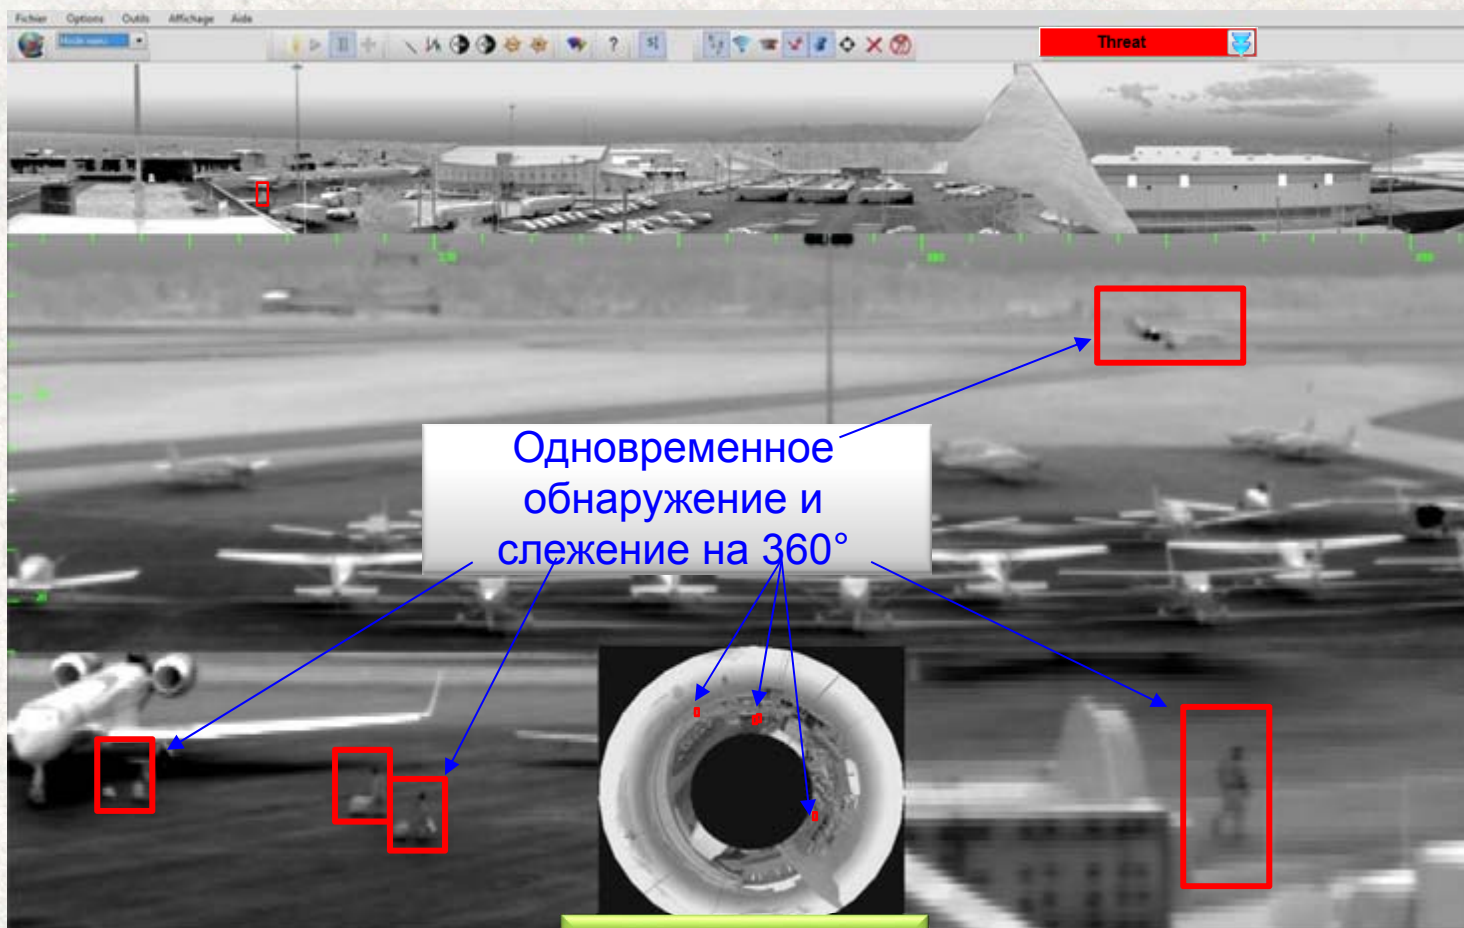 Fichier Options Outils Affichage Aide
?
Threat
Одновременное
обнаружение и
слежение на 360°